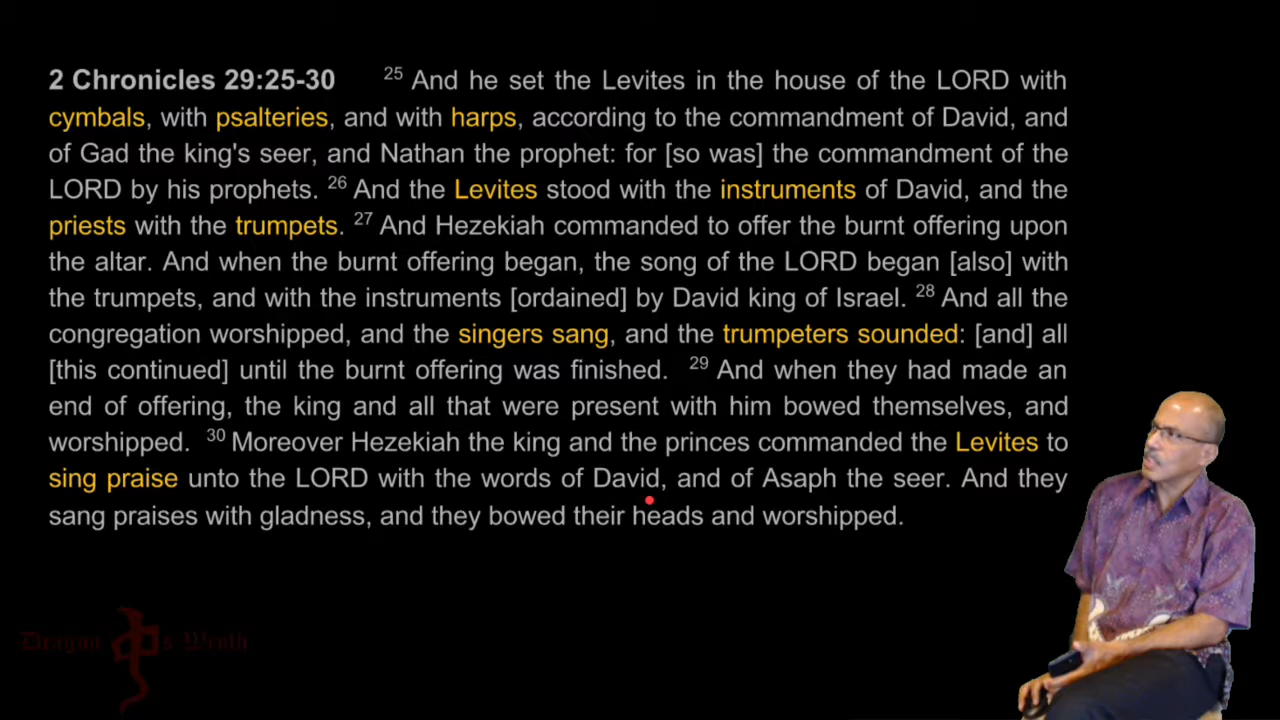 2 Chronicles 29:25-30 25 And he set the Levites in the house of the LORD with
cymbals, with psalteries, and with harps, according to the commandment of David, and
of Gad the king's seer, and Nathan the prophet: for [so was] the commandment of the
LORD by his prophets. 26 And the Levites stood with the instruments of David, and the
priests with the trumpets. 27 And Hezekiah commanded to offer the burnt offering upon
the altar. And when the burnt offering began, the song of the LORD began [also] with
the trumpets, and with the instruments [ordained] by David king of Israel. 28 And all the
congregation worshipped, and the singers sang, and the trumpeters sounded: [and] all
[this continued] until the burnt offering was finished. 29 And when they had made an
end of offering, the king and all that were present with him bowed themselves, and
worshipped. 30 Moreover Hezekiah the king and the princes commanded the Levites to
sing praise unto the LORD with the words of David, and of Asaph the seer. And they
sang praises with gladness, and they bowed their heads and worshipped.
Dragon s Wrath